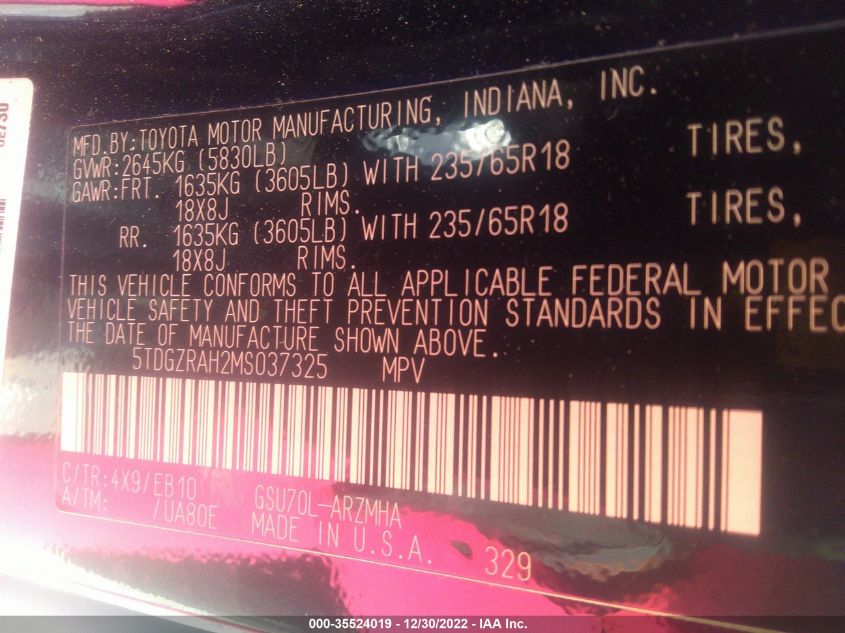 MFD.BY:TOYOTA MOTOR MANUFACTURING, INDIANA, INC.
GVWR:2645KG (5830LB)
GAWR:FRT. 1635KG (3605LB) WITH 235/65R18 TIRES,
18X8J RIMS.
RR. 1635KG (3605LB) WITH 235/65R18 TIRES,
18X8J RIMS.
THIS VEHICLE CONFORMS TO ALL APPLICABLE FEDERAL MOTOR
VEHICLE SAFETY AND THEFT PREVENTION STANDARDS IN EFFEC
THE DATE OF MANUFACTURE SHOWN ABOVE.
5TDGZRAH2MS037325 MPV
C/TR:4X9/EB10 GSU70L-ARZMHA
A/TM: /UA80E MADE IN U.S.A. 329
000-35524019 - 12/30/2022 - IAA Inc.